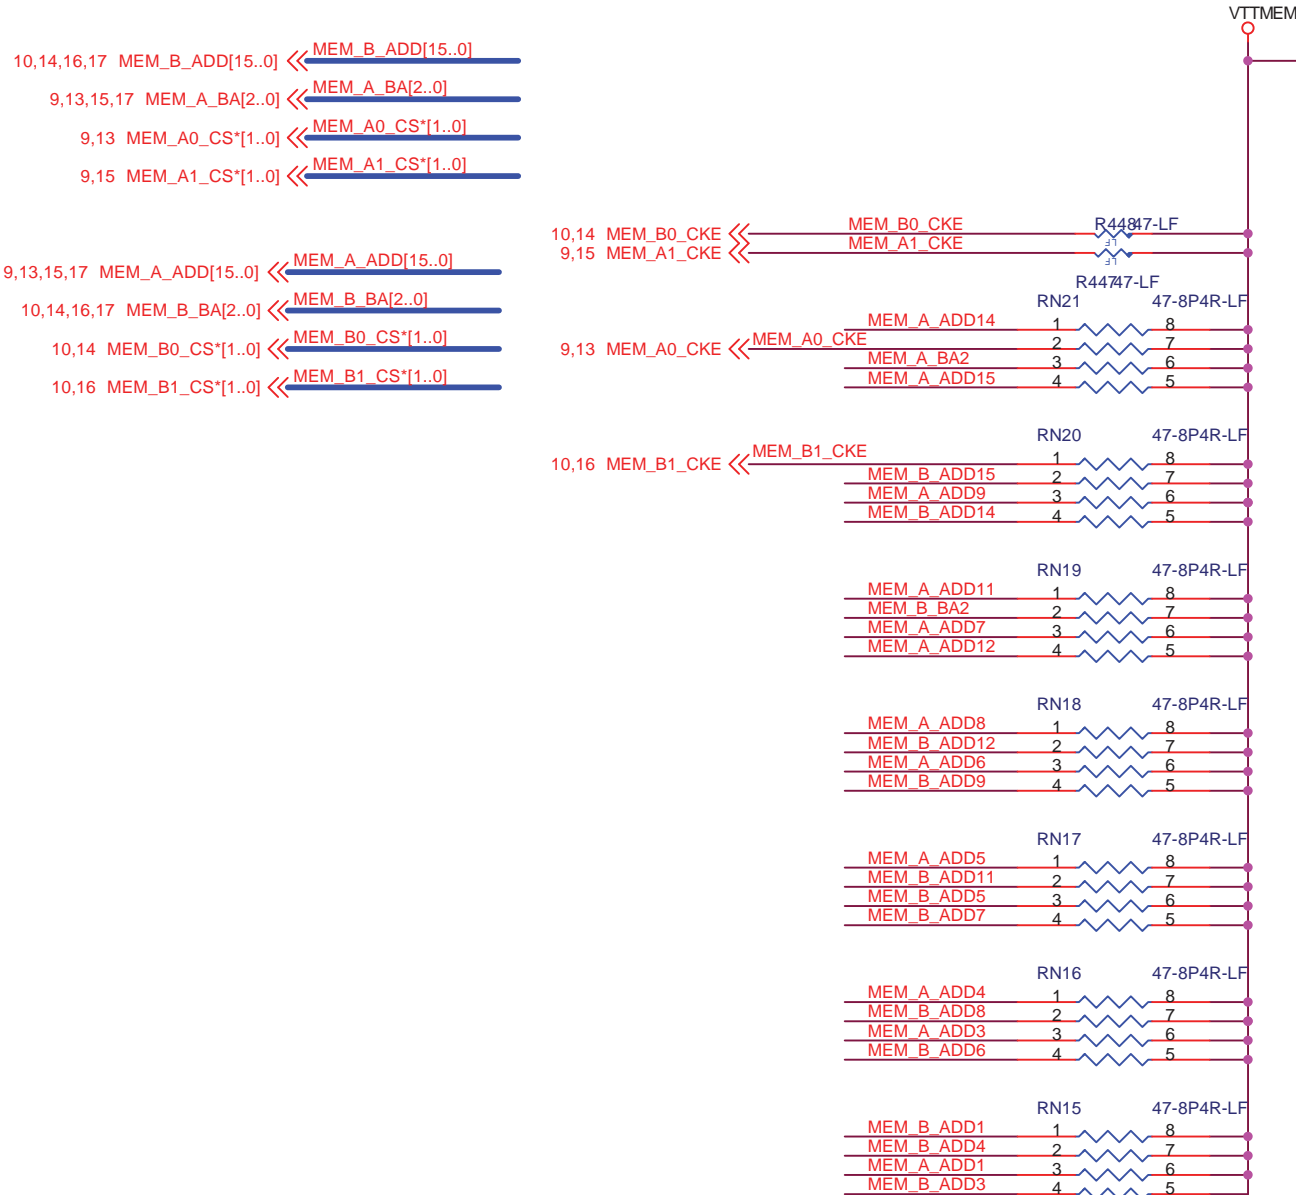 VTTMEM
10,14,16,17 MEM_B_ADD[15..0] MEM_B_ADD[15..0]
9,13,15,17 MEM_A_BA[2..0] MEM_A_BA[2..0]
9,13 MEM_A0_CS*[1..0] MEM_A0_CS*[1..0]
9,15 MEM_A1_CS*[1..0] MEM_A1_CS*[1..0]
9,13,15,17 MEM_A_ADD[15..0] MEM_A_ADD[15..0]
10,14,16,17 MEM_B_BA[2..0] MEM_B_BA[2..0]
10,14 MEM_B0_CS*[1..0] MEM_B0_CS*[1..0]
10,16 MEM_B1_CS*[1..0] MEM_B1_CS*[1..0]
10,14 MEM_B0_CKE MEM_B0_CKE R448 47-LF
LF
9,15 MEM_A1_CKE MEM_A1_CKE
LF
R447 47-LF
RN21 47-8P4R-LF
MEM_A_ADD14 1 8
9,13 MEM_A0_CKE MEM_A0_CKE 2 7
MEM_A_BA2 3 6
MEM_A_ADD15 4 5
RN20 47-8P4R-LF
10,16 MEM_B1_CKE MEM_B1_CKE 1 8
MEM_B_ADD15 2 7
MEM_A_ADD9 3 6
MEM_B_ADD14 4 5
RN19 47-8P4R-LF
MEM_A_ADD11 1 8
MEM_B_BA2 2 7
MEM_A_ADD7 3 6
MEM_A_ADD12 4 5
RN18 47-8P4R-LF
MEM_A_ADD8 1 8
MEM_B_ADD12 2 7
MEM_A_ADD6 3 6
MEM_B_ADD9 4 5
RN17 47-8P4R-LF
MEM_A_ADD5 1 8
MEM_B_ADD11 2 7
MEM_B_ADD5 3 6
MEM_B_ADD7 4 5
RN16 47-8P4R-LF
MEM_A_ADD4 1 8
MEM_B_ADD8 2 7
MEM_A_ADD3 3 6
MEM_B_ADD6 4 5
RN15 47-8P4R-LF
MEM_B_ADD1 1 8
MEM_B_ADD4 2 7
MEM_A_ADD1 3 6
MEM_B_ADD3 4 5